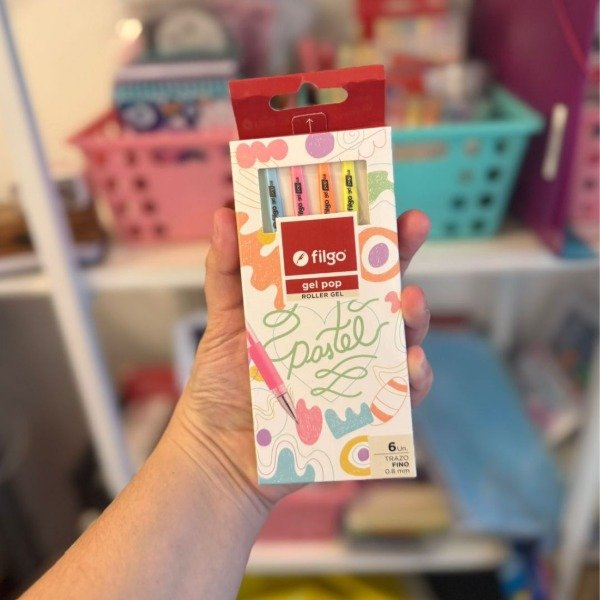 filgo
gel pop
ROLLER GEL
Pastel
6 Un.
TRAZO
FINO
0.8 mm